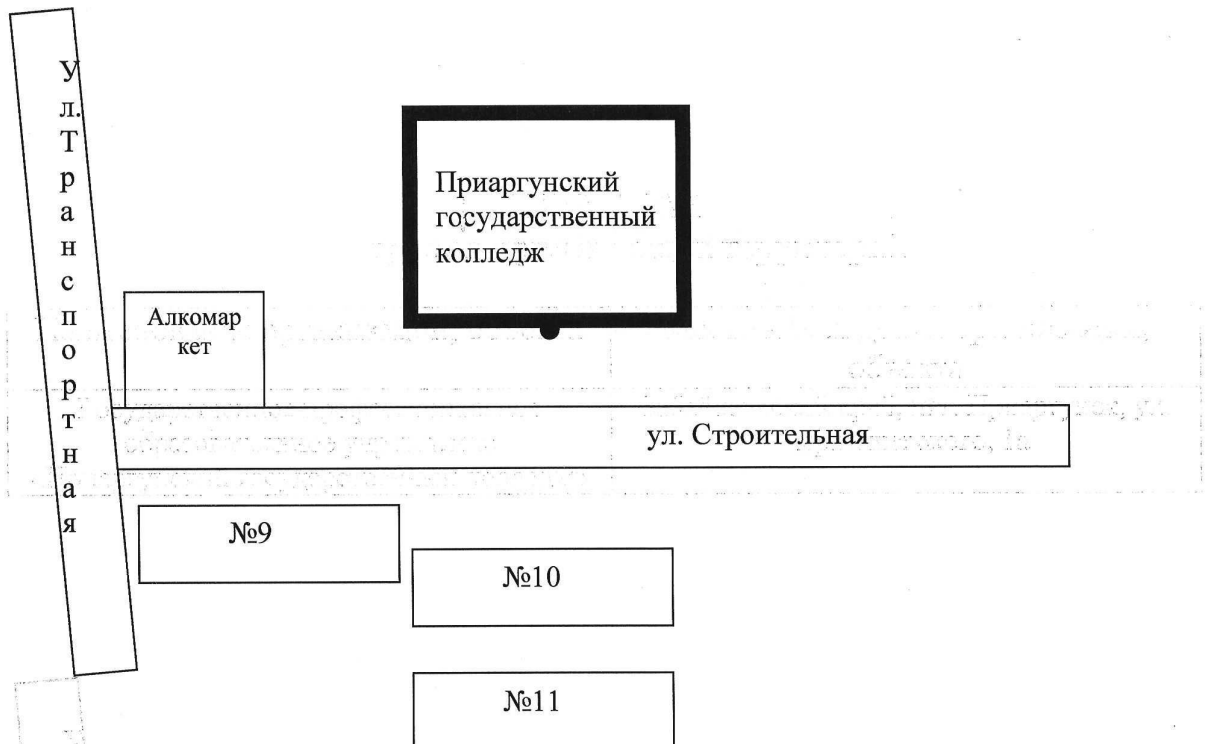 Ул. Транспортная
Приаргунский
государственный
колледж
Алкомар
кет
ул. Строительная
№9
№10
№11